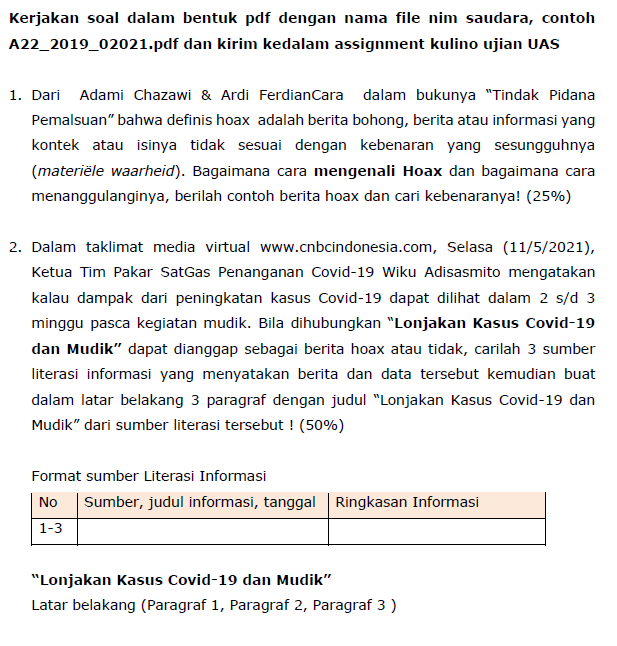 Kerjakan soal dalam bentuk pdf dengan nama file nim saudara, contoh
A22_2019_02021.pdf dan kirim kedalam assignment kulino ujian UAS
1. Dari Adami Chazawi & Ardi FerdianCara dalam bukunya “Tindak Pidana
Pemalsuan” bahwa definis hoax adalah berita bohong, berita atau informasi yang
kontek atau isinya tidak sesuai dengan kebenaran yang sesungguhnya
(materiële waarheid). Bagaimana cara mengenali Hoax dan bagaimana cara
menanggulanginya, berilah contoh berita hoax dan cari kebenaranya! (25%)
2. Dalam taklimat media virtual www.cnbcindonesia.com, Selasa (11/5/2021),
Ketua Tim Pakar SatGas Penanganan Covid-19 Wiku Adisasmito mengatakan
kalau dampak dari peningkatan kasus Covid-19 dapat dilihat dalam 2 s/d 3
minggu pasca kegiatan mudik. Bila dihubungkan “Lonjakan Kasus Covid-19
dan Mudik” dapat dianggap sebagai berita hoax atau tidak, carilah 3 sumber
literasi informasi yang menyatakan berita dan data tersebut kemudian buat
dalam latar belakang 3 paragraf dengan judul “Lonjakan Kasus Covid-19 dan
Mudik” dari sumber literasi tersebut ! (50%)
Format sumber Literasi Informasi
No Sumber, judul informasi, tanggal Ringkasan Informasi
1-3
“Lonjakan Kasus Covid-19 dan Mudik”
Latar belakang (Paragraf 1, Paragraf 2, Paragraf 3 )